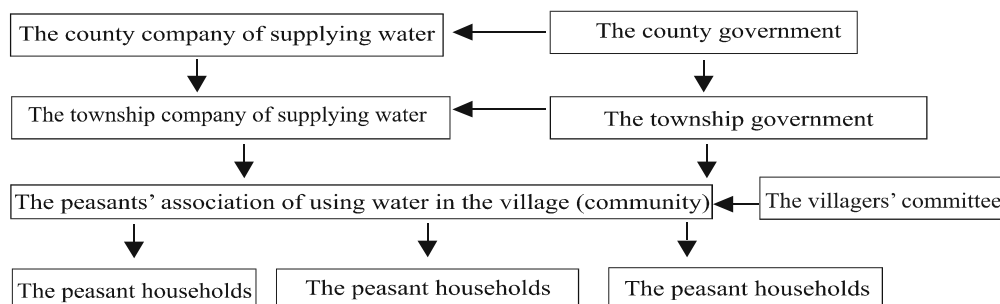 The county company of supplying water
The county government
The township company of supplying water
The township government
The peasants' association of using water in the village (community)
The villagers' committee
The peasant households
The peasant households
The peasant households